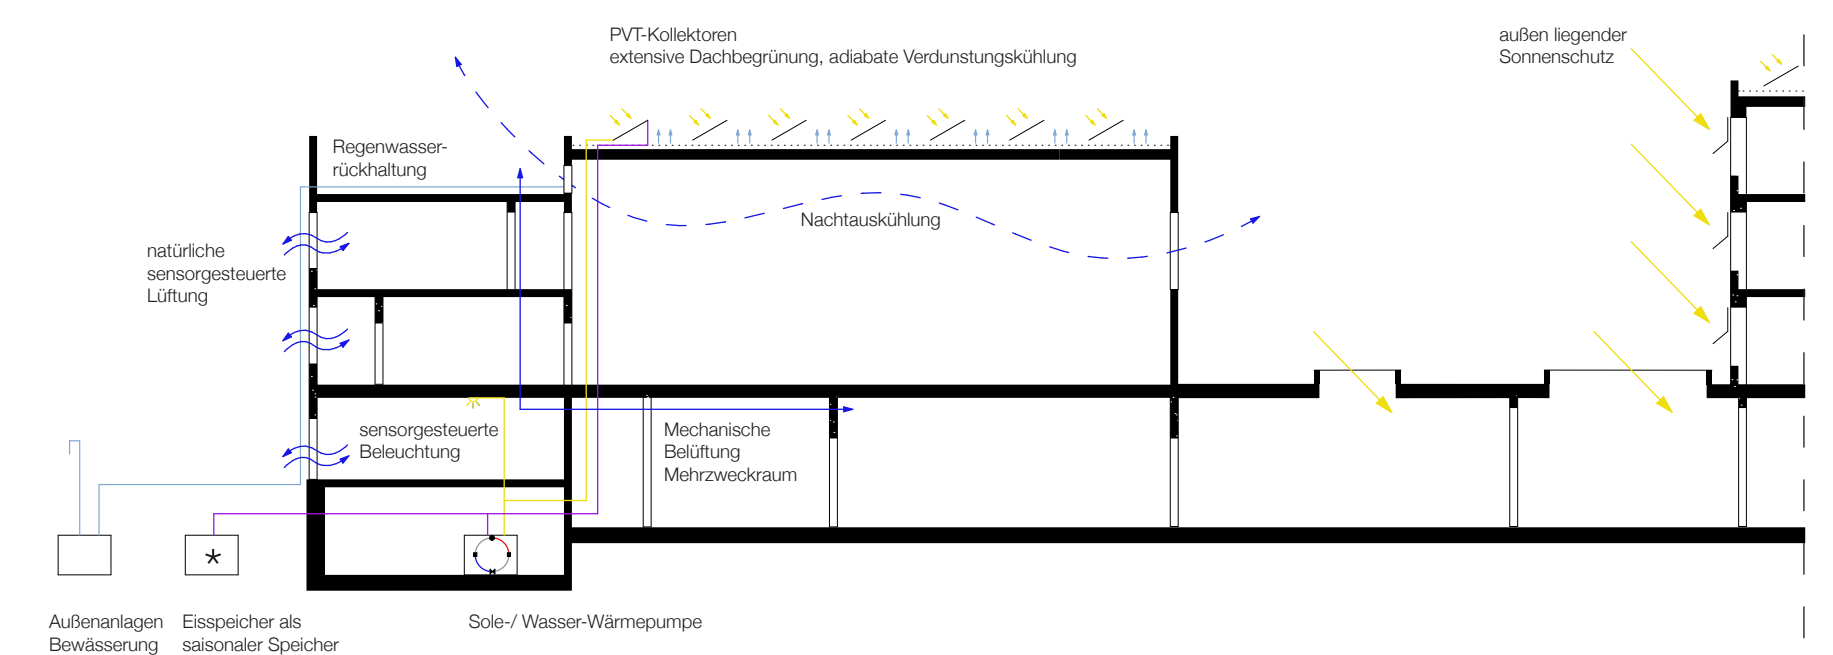 PVT-Kollektoren
extensive Dachbegrünung, adiabate Verdunstungskühlung
außen liegender
Sonnenschutz
Regenwasser-
rückhaltung
Nachtauskühlung
natürliche
sensorgesteuerte
Lüftung
sensorgesteuerte
Beleuchtung
Mechanische
Belüftung
Mehrzweckraum
*
Außenanlagen
Bewässerung
Eisspeicher als
saisonaler Speicher
Sole-/ Wasser-Wärmepumpe